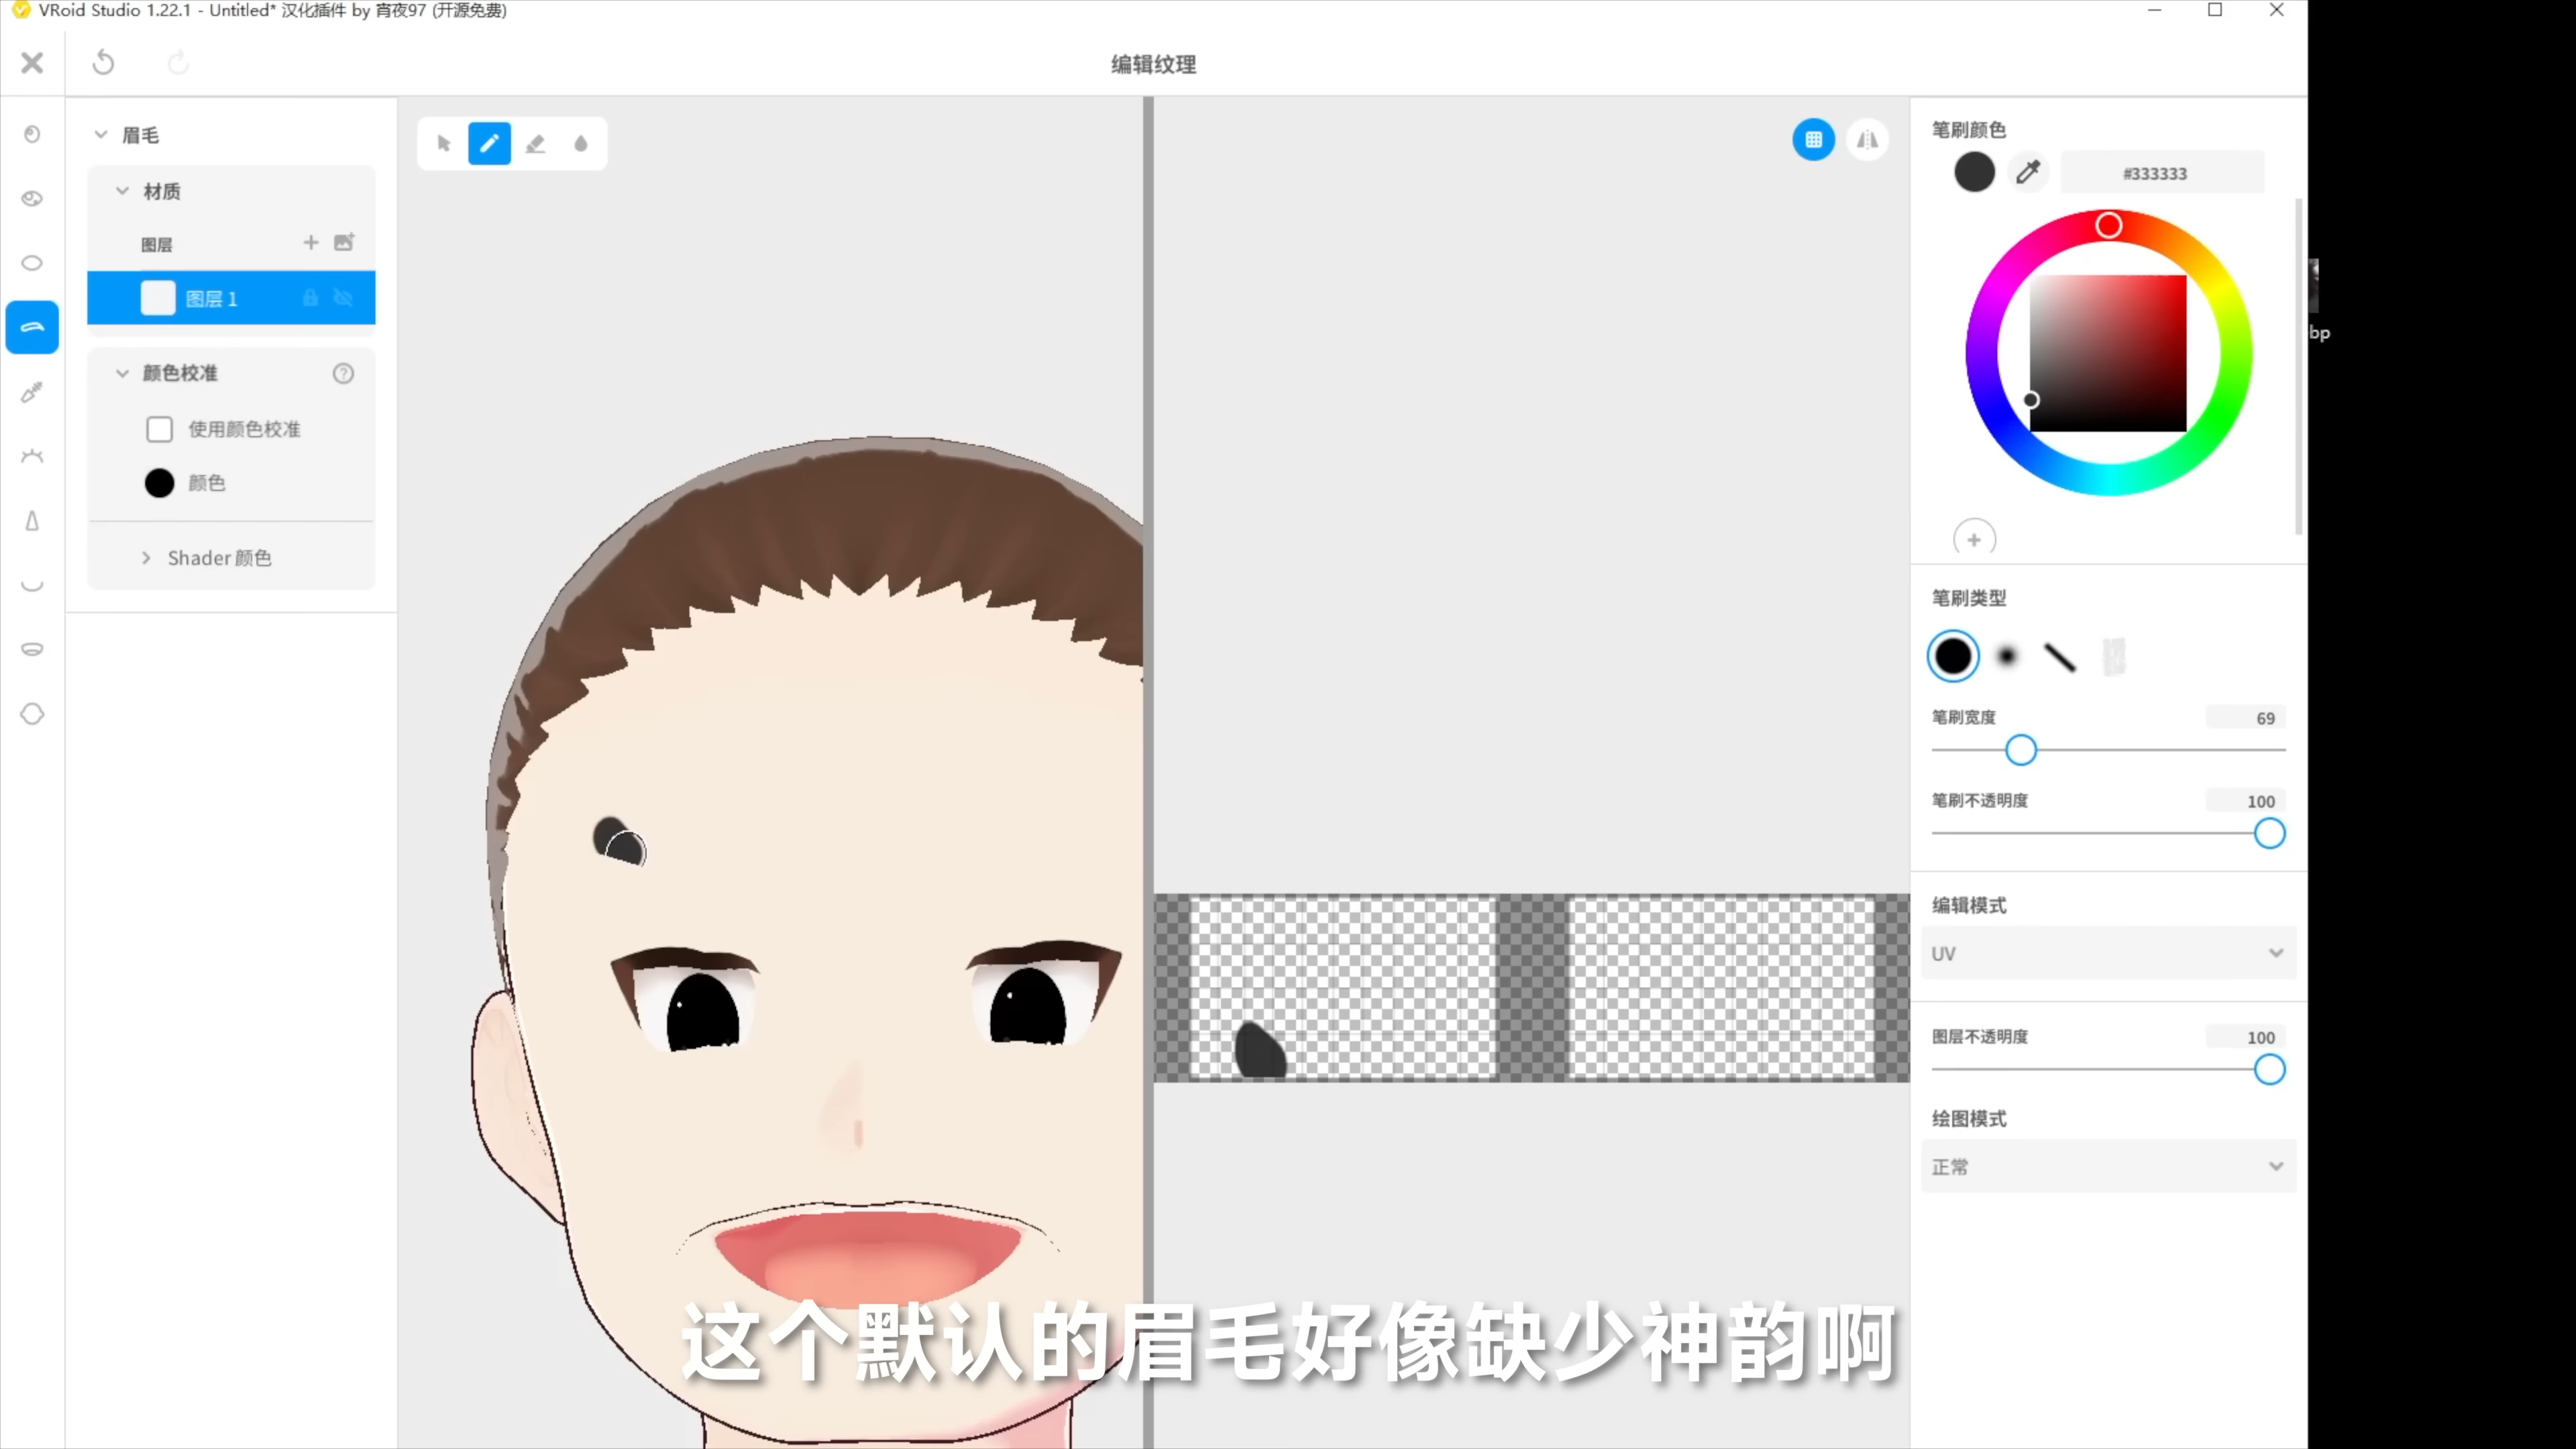 VRoid Studio 1.22.1 - Untitled* 汉化插件 by 宵夜97 (开源免费)
编辑纹理
眉毛
材质
图层
图层 1
颜色校准
使用颜色校准
颜色
Shader 颜色
笔刷颜色
#333333
笔刷类型
笔刷宽度
69
笔刷不透明度
100
编辑模式
UV
图层不透明度
100
绘图模式
正常
bp
这个默认的眉毛好像缺少神韵啊